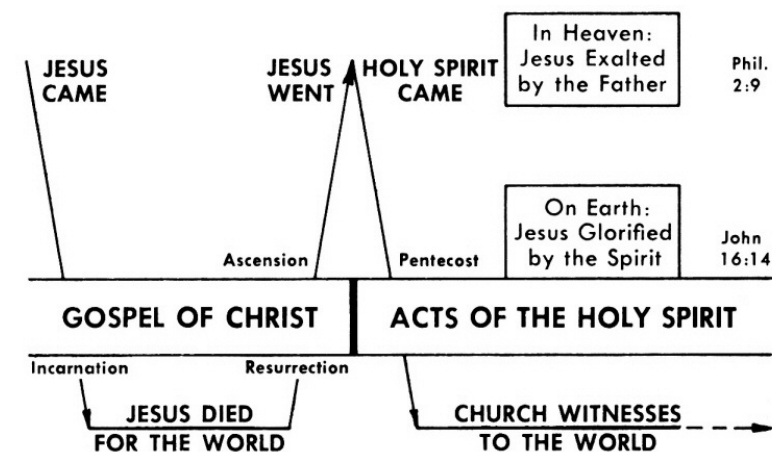 In Heaven:
Jesus Exalted
by the Father
Phil.
2:9
JESUS
CAME
JESUS
WENT
HOLY SPIRIT
CAME
On Earth:
Jesus Glorified
by the Spirit
John
16:14
Ascension
Pentecost
GOSPEL OF CHRIST
ACTS OF THE HOLY SPIRIT
Incarnation
Resurrection
JESUS DIED
FOR THE WORLD
CHURCH WITNESSES
TO THE WORLD